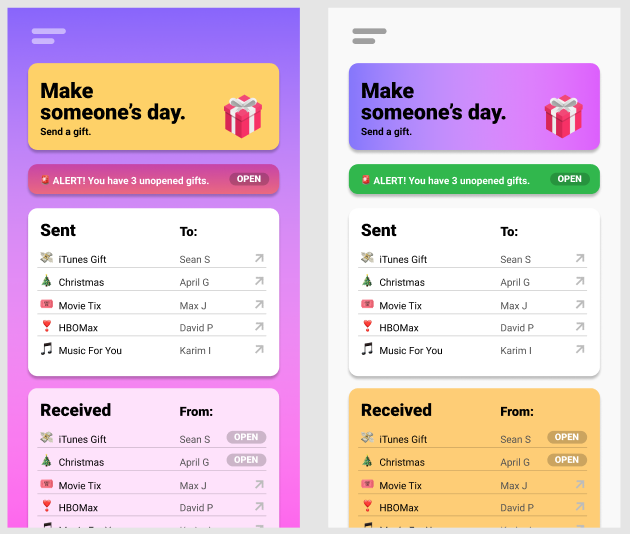 Make
someone's day.
Send a gift.
ALERT! You have 3 unopened gifts. OPEN
Sent To:
iTunes Gift Sean S
Christmas April G
Movie Tix Max J
HBOMax David P
Music For You Karim I
Received From:
iTunes Gift Sean S OPEN
Christmas April G OPEN
Movie Tix Max J
HBOMax David P
Make
someone's day.
Send a gift.
ALERT! You have 3 unopened gifts. OPEN
Sent To:
iTunes Gift Sean S
Christmas April G
Movie Tix Max J
HBOMax David P
Music For You Karim I
Received From:
iTunes Gift Sean S OPEN
Christmas April G OPEN
Movie Tix Max J
HBOMax David P